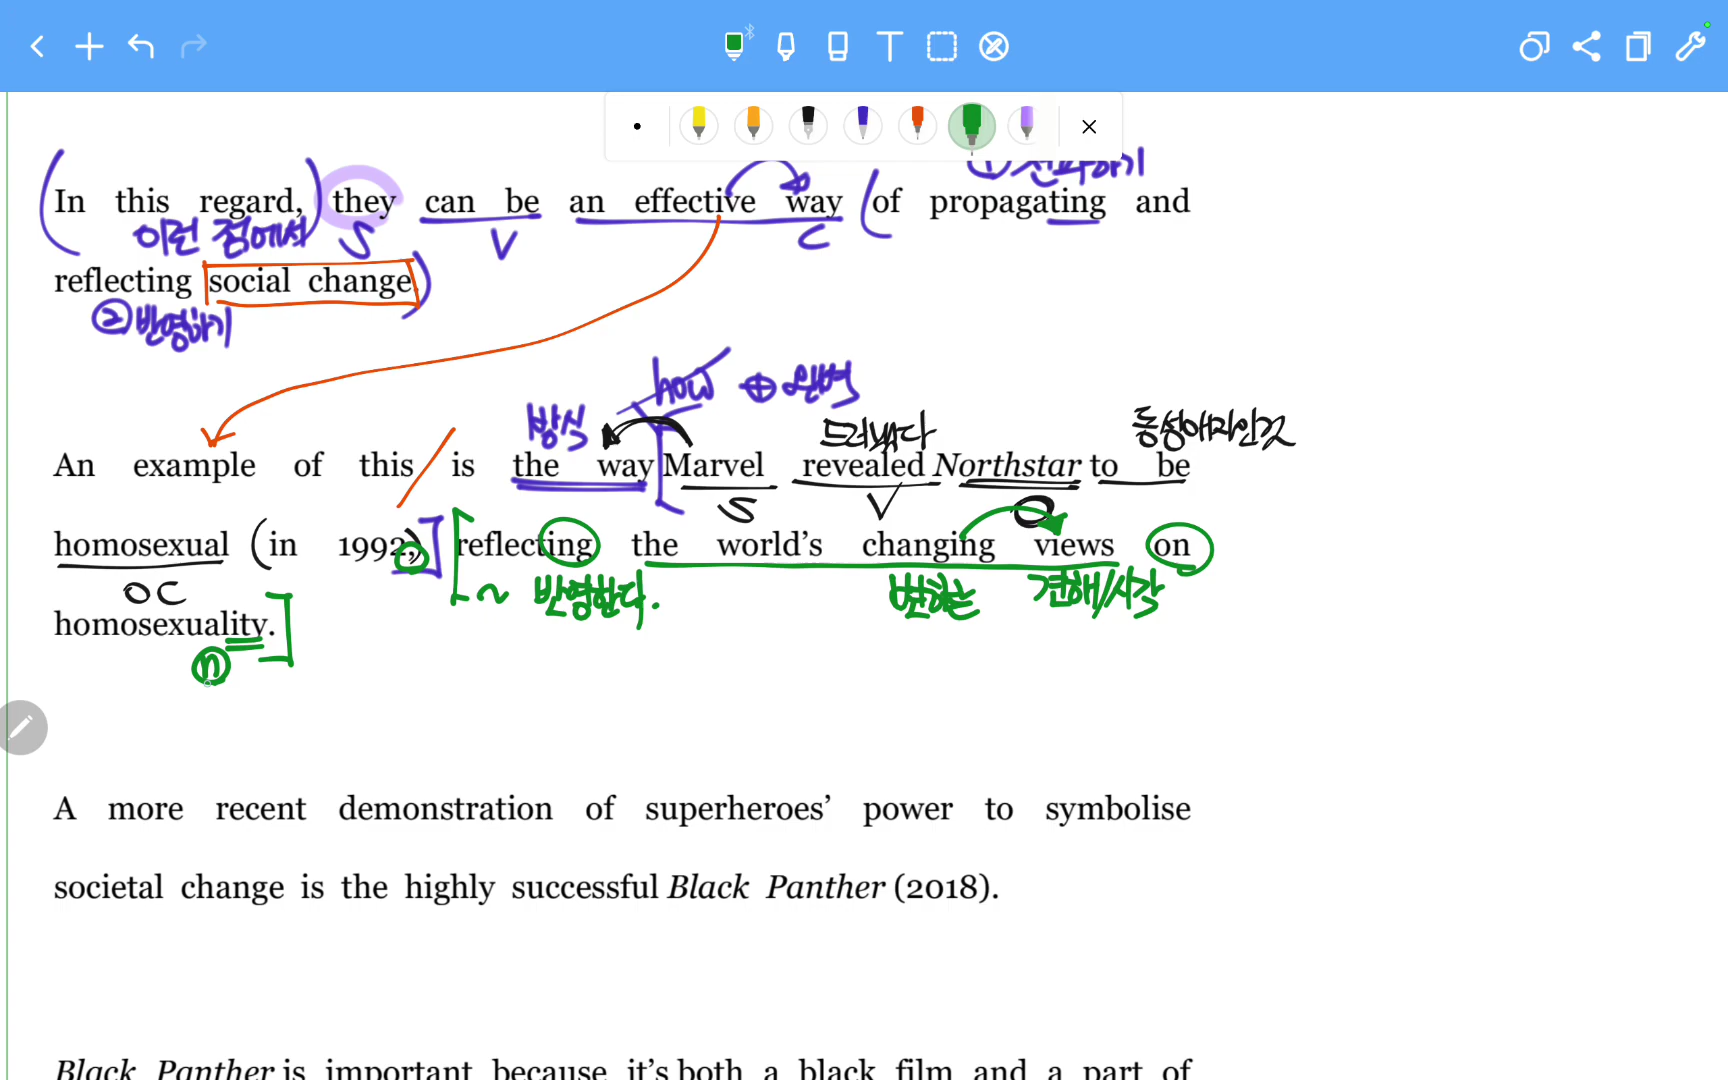 ①전파하기
In this regard, they can be an effective way of propagating and
이런 점에서 S V C
reflecting social change
②반영하기
how ⊕ 완벽
방식 드러냈다 동성애자인 것
An example of this / is the way Marvel revealed Northstar to be
S V O
homosexual (in 1992,) reflecting the world's changing views on
OC ~ 반영한다. 변하는 견해/시각
homosexuality.
n
A more recent demonstration of superheroes' power to symbolise
societal change is the highly successful Black Panther (2018).
Black Panther is important because it's both a black film and a part of